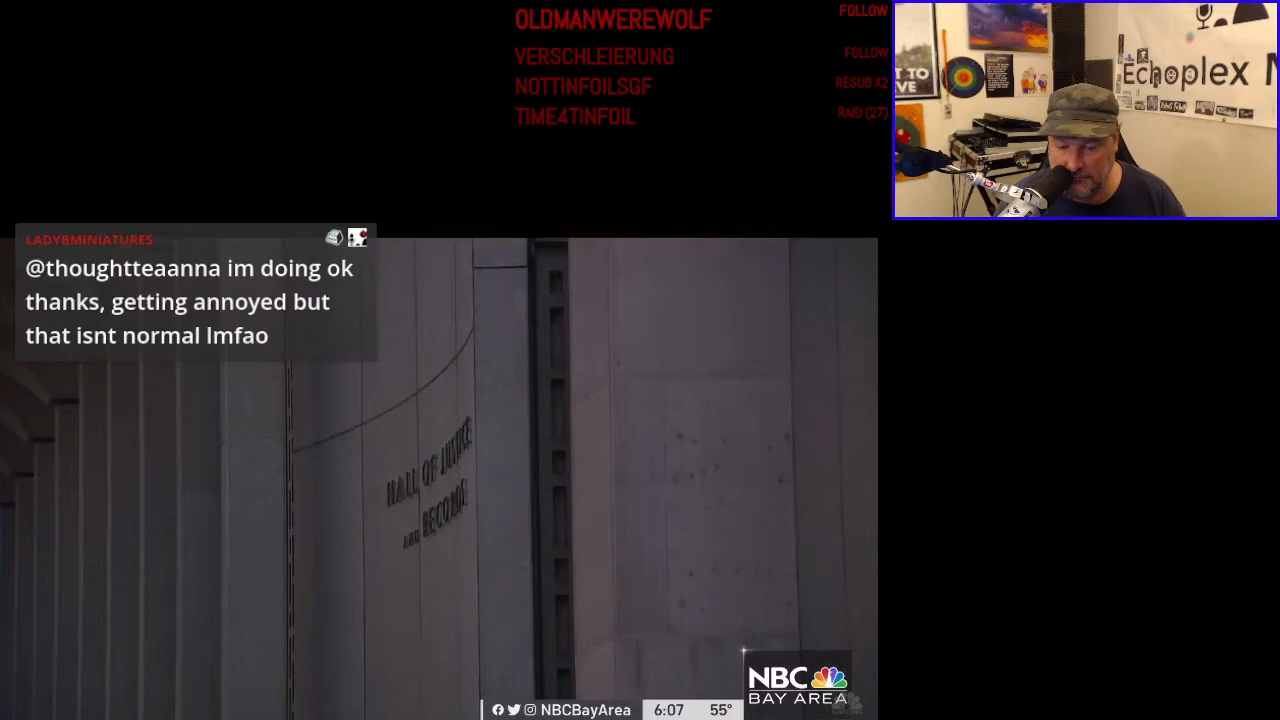 OLDMANWEREWOLF FOLLOW
VERSCHLEIERUNG FOLLOW
NOTTINFOILSGF RESUB X2
TIME4TINFOIL RAID (27)
Echoplex M
LADYBMINIATURES
@thoughtteaanna im doing ok
thanks, getting annoyed but
that isnt normal lmfao
HALL OF JUSTICE
AND RECORDS
NBC
BAY AREA
NBCBayArea 6:07 55°